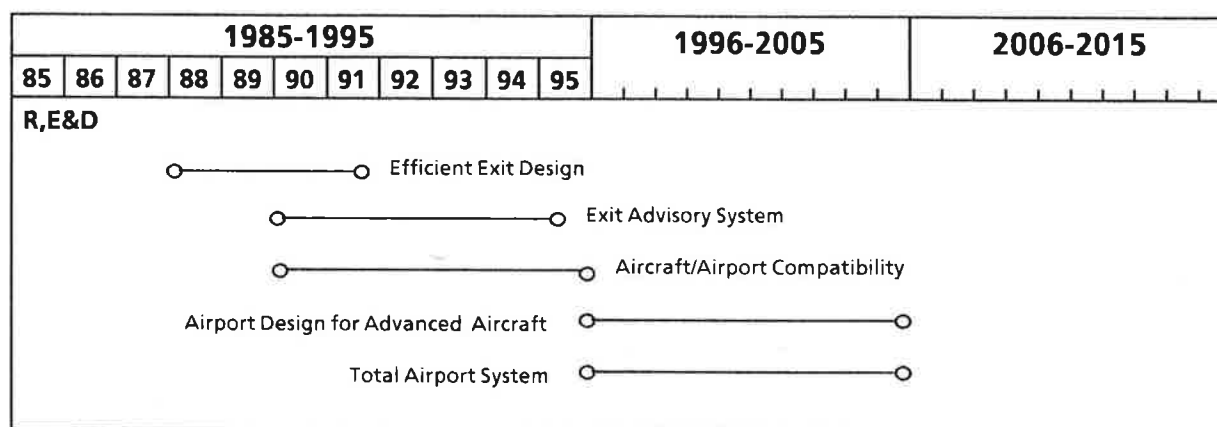 1985-1995 1996-2005 2006-2015
85 86 87 88 89 90 91 92 93 94 95
R,E&D
Efficient Exit Design
Exit Advisory System
Aircraft/Airport Compatibility
Airport Design for Advanced Aircraft
Total Airport System